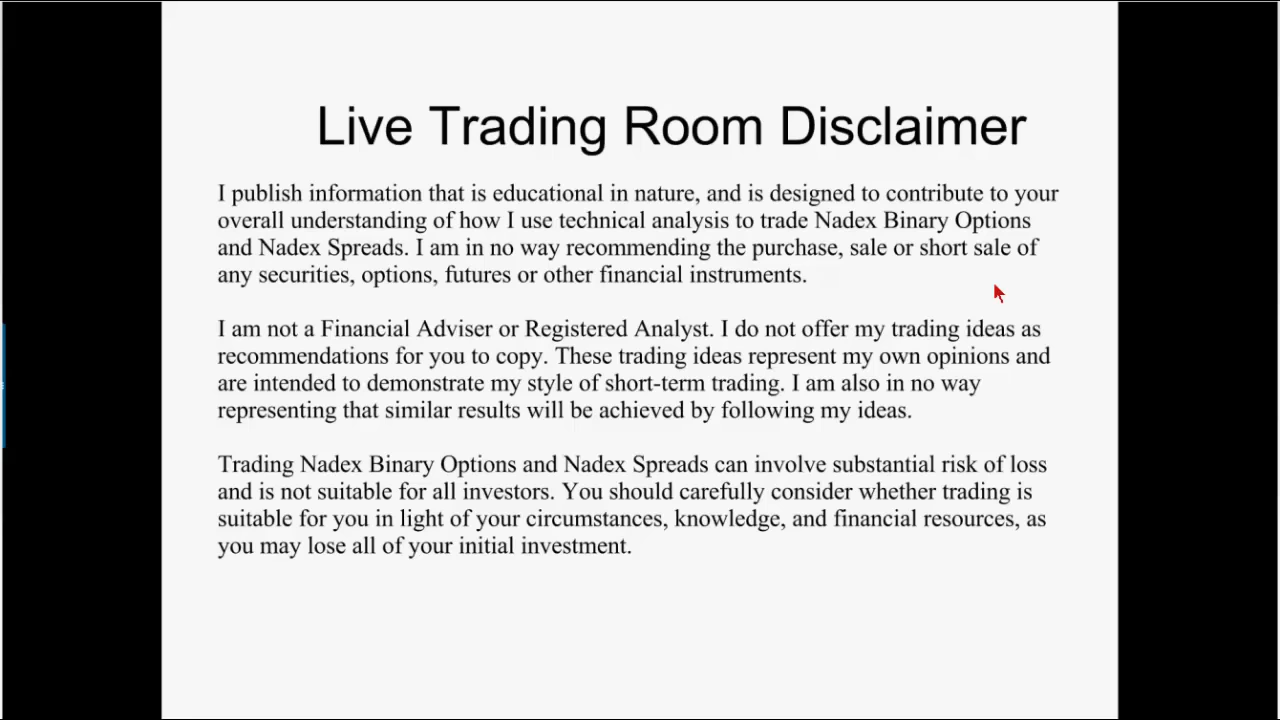 Live Trading Room Disclaimer
I publish information that is educational in nature, and is designed to contribute to your
overall understanding of how I use technical analysis to trade Nadex Binary Options
and Nadex Spreads. I am in no way recommending the purchase, sale or short sale of
any securities, options, futures or other financial instruments.
I am not a Financial Adviser or Registered Analyst. I do not offer my trading ideas as
recommendations for you to copy. These trading ideas represent my own opinions and
are intended to demonstrate my style of short-term trading. I am also in no way
representing that similar results will be achieved by following my ideas.
Trading Nadex Binary Options and Nadex Spreads can involve substantial risk of loss
and is not suitable for all investors. You should carefully consider whether trading is
suitable for you in light of your circumstances, knowledge, and financial resources, as
you may lose all of your initial investment.